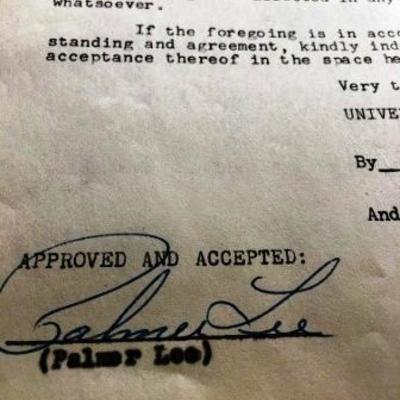 whatsoever.
If the foregoing is in acco
standing and agreement, kindly ind
acceptance thereof in the space he
Very t
UNIVE
By
And
APPROVED AND ACCEPTED:
Palmer Lee
(Palmer Lee)